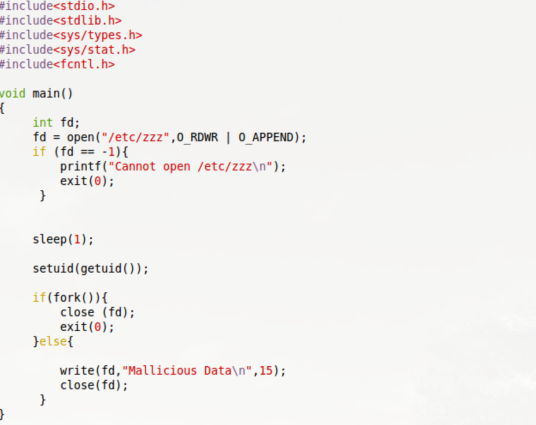 #include<stdio.h>
#include<stdlib.h>
#include<sys/types.h>
#include<sys/stat.h>
#include<fcntl.h>
void main()
{
int fd;
fd = open("/etc/zzz",O_RDWR | O_APPEND);
if (fd == -1){
printf("Cannot open /etc/zzz\n");
exit(0);
}
sleep(1);
setuid(getuid());
if(fork()){
close (fd);
exit(0);
}else{
write(fd,"Mallicious Data\n",15);
close(fd);
}
}